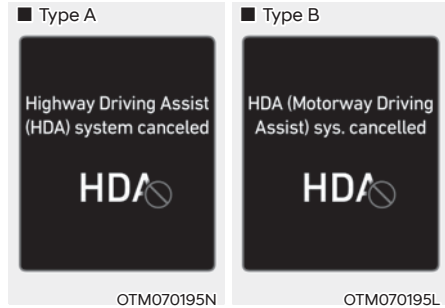 ■ Type A
Highway Driving Assist
(HDA) system canceled
HDA
OTM070195N
■ Type B
HDA (Motorway Driving
Assist) sys. cancelled
HDA
OTM070195L